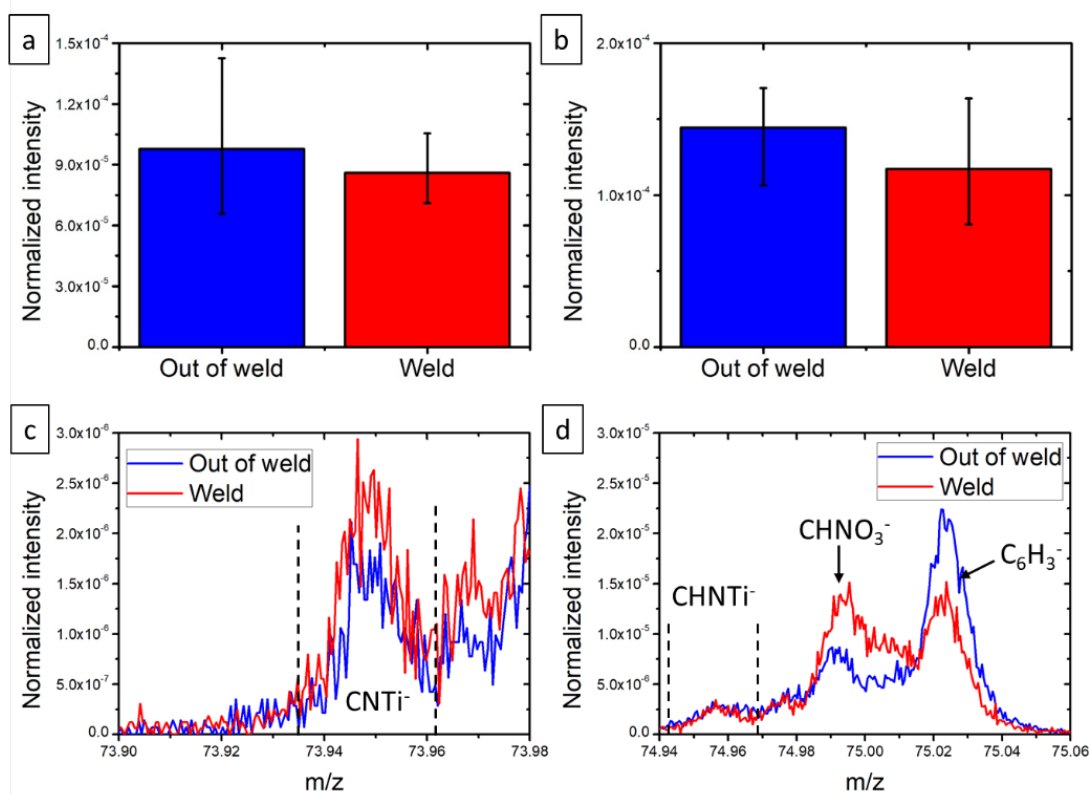 a
Normalized intensity
1.5x10⁻⁴
1.2x10⁻⁴
9.0x10⁻⁵
6.0x10⁻⁵
3.0x10⁻⁵
0.0
Out of weld Weld
b
Normalized intensity
2.0x10⁻⁴
1.0x10⁻⁴
0.0
Out of weld Weld
c
Normalized intensity
3.0x10⁻⁶
2.5x10⁻⁶
2.0x10⁻⁶
1.5x10⁻⁶
1.0x10⁻⁶
5.0x10⁻⁷
0.0
Out of weld
Weld
CNTi⁻
73.90 73.92 73.94 73.96 73.98
m/z
d
Normalized intensity
3.0x10⁻⁵
2.5x10⁻⁵
2.0x10⁻⁵
1.5x10⁻⁵
1.0x10⁻⁵
5.0x10⁻⁶
0.0
Out of weld
Weld
CHNO₃⁻
C₆H₃⁻
CHNTi⁻
74.94 74.96 74.98 75.00 75.02 75.04 75.06
m/z